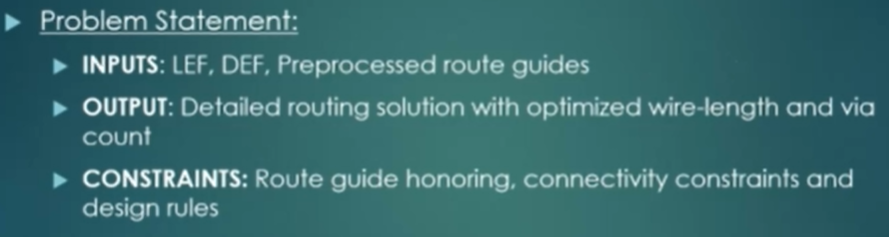 Problem Statement:
INPUTS: LEF, DEF, Preprocessed route guides
OUTPUT: Detailed routing solution with optimized wire-length and via
count
CONSTRAINTS: Route guide honoring, connectivity constraints and
design rules